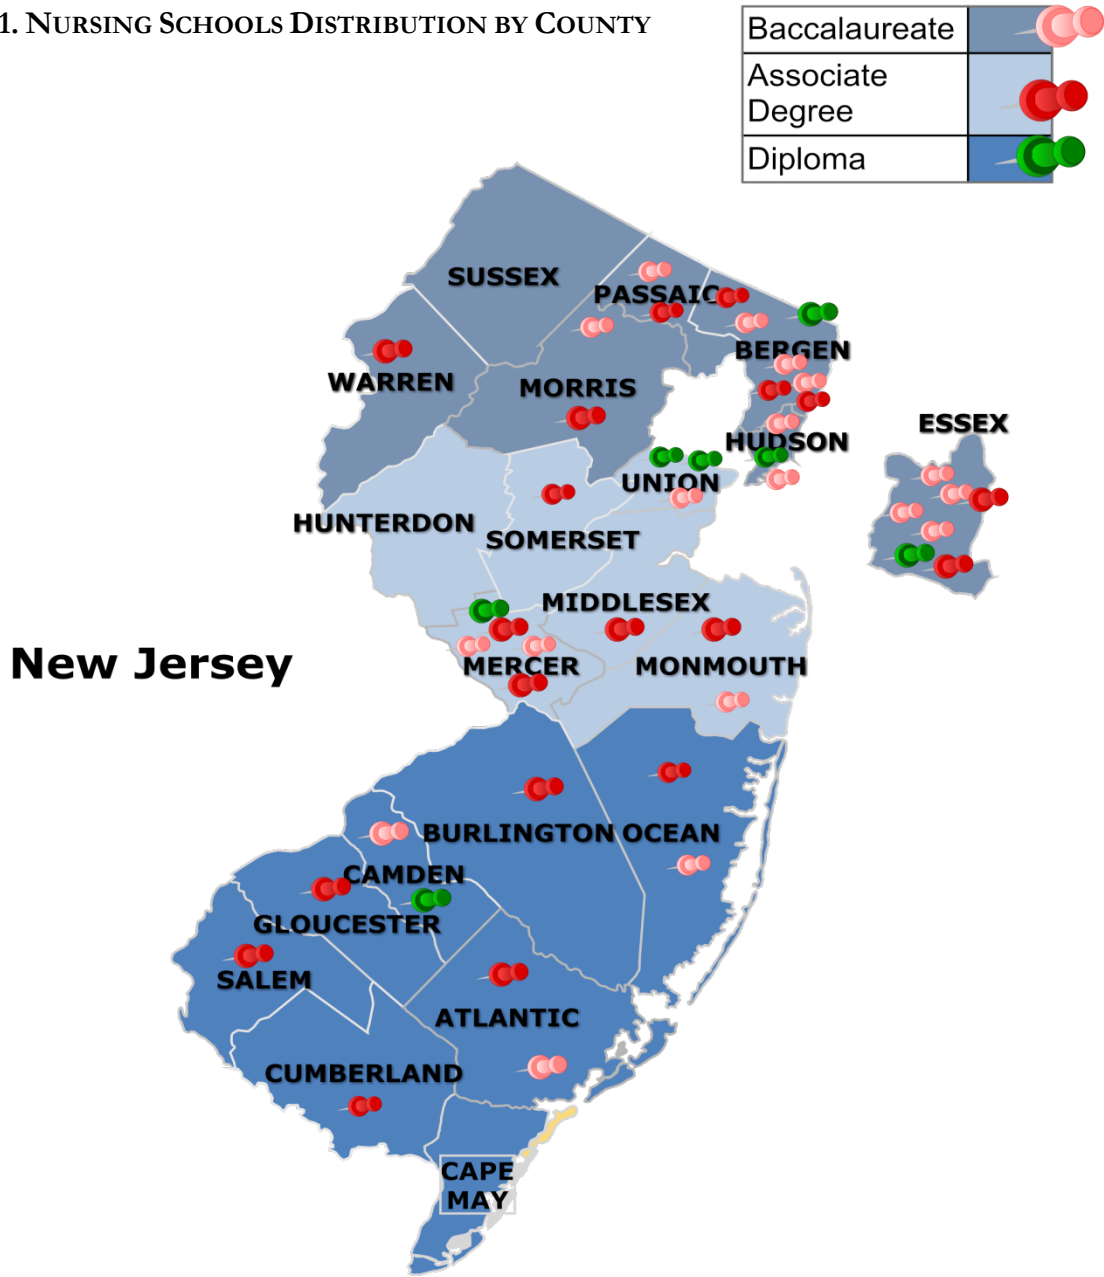 1. NURSING SCHOOLS DISTRIBUTION BY COUNTY
Baccalaureate
Associate
Degree
Diploma
SUSSEX
PASSAIC
BERGEN
WARREN
MORRIS
ESSEX
HUDSON
UNION
HUNTERDON
SOMERSET
MIDDLESEX
New Jersey
MERCER
MONMOUTH
BURLINGTON
OCEAN
CAMDEN
GLOUCESTER
SALEM
ATLANTIC
CUMBERLAND
CAPE
MAY